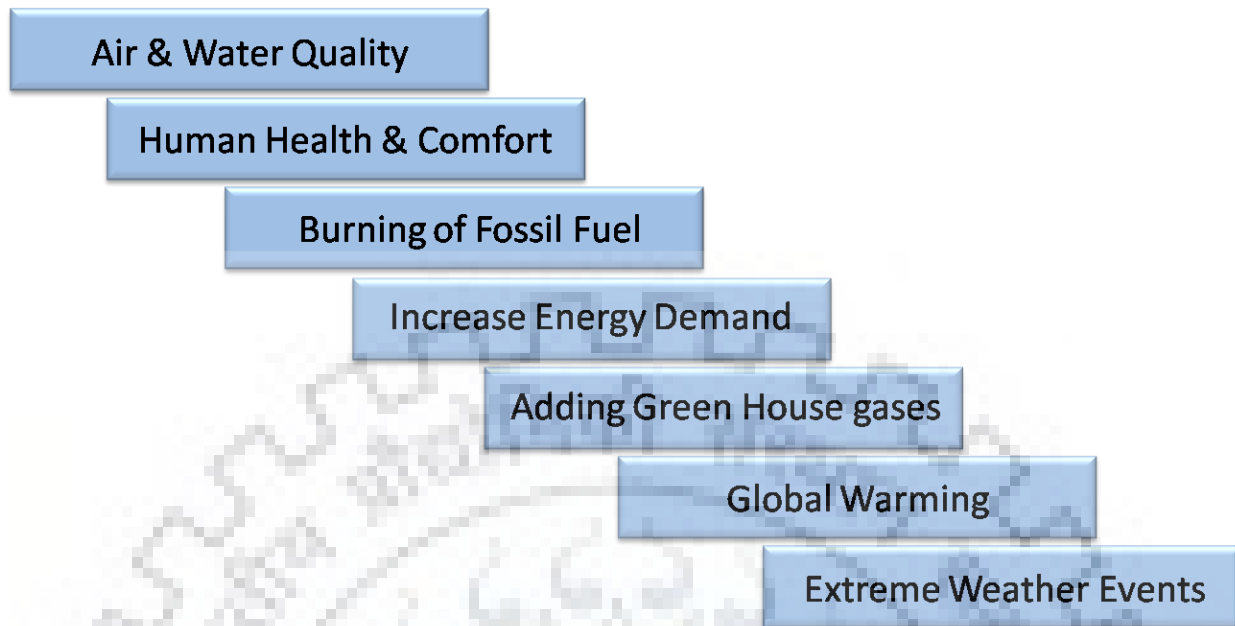 Air & Water Quality
Human Health & Comfort
Burning of Fossil Fuel
Increase Energy Demand
Adding Green House gases
Global Warming
Extreme Weather Events